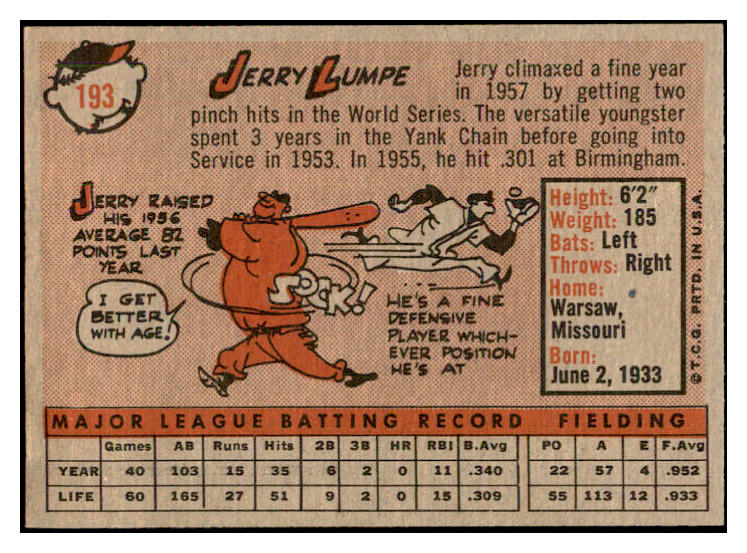 193
JERRY LUMPE
Jerry climaxed a fine year
in 1957 by getting two
pinch hits in the World Series. The versatile youngster
spent 3 years in the Yank Chain before going into
Service in 1953. In 1955, he hit .301 at Birmingham.
JERRY RAISED
HIS 1956
AVERAGE 82
POINTS LAST
YEAR
I GET
BETTER
WITH AGE!
SOCK!
HE'S A FINE
DEFENSIVE
PLAYER WHICH-
EVER POSITION
HE'S AT
Height: 6'2"
Weight: 185
Bats: Left
Throws: Right
Home:
Warsaw,
Missouri
Born:
June 2, 1933
© T.C.G. PRTD. IN U.S.A.
MAJOR LEAGUE BATTING RECORD FIELDING
Games AB Runs Hits 2B 3B HR RBI B.Avg PO A E F.Avg
YEAR 40 103 15 35 6 2 0 11 .340 22 57 4 .952
LIFE 60 165 27 51 9 2 0 15 .309 55 113 12 .933